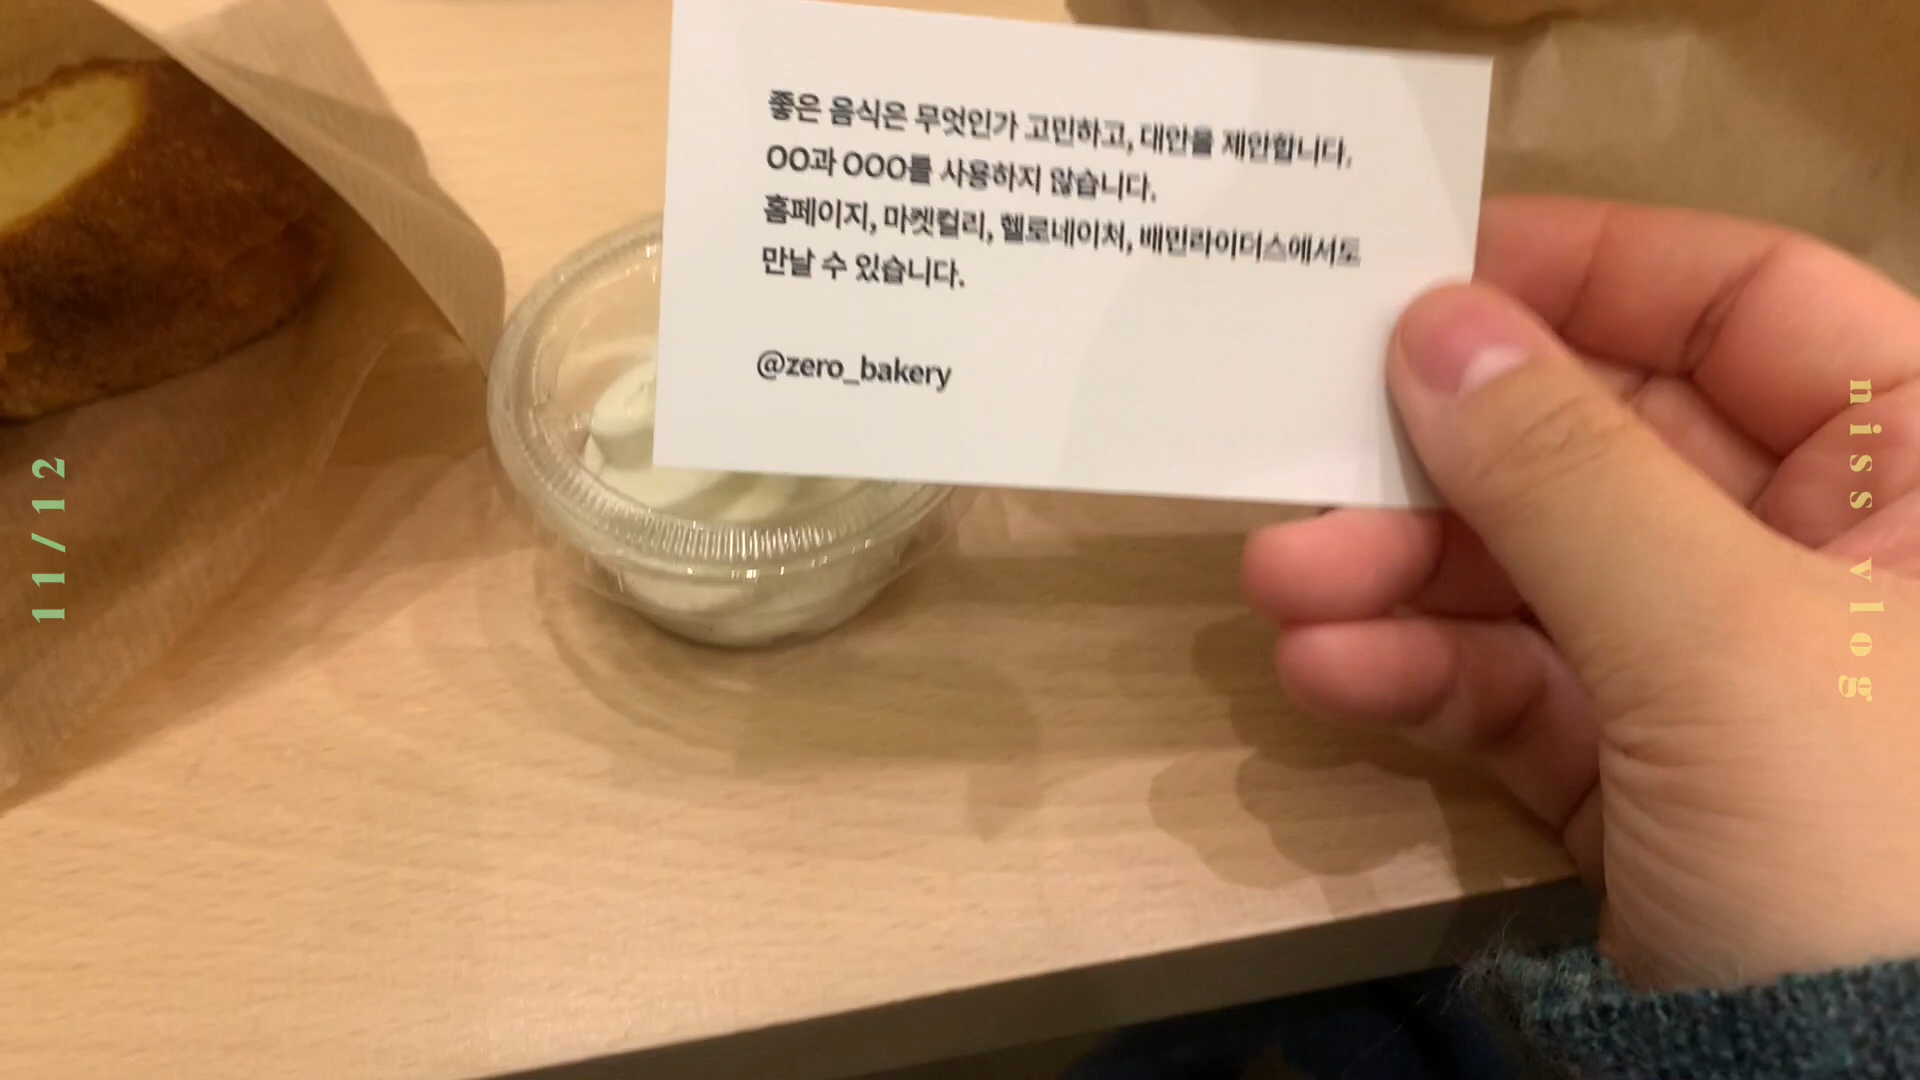 좋은 음식은 무엇인가 고민하고, 대안을 제안합니다.
OO과 OOO를 사용하지 않습니다.
홈페이지, 마켓컬리, 헬로네이처, 배민라이더스에서도
만날 수 있습니다.
@zero_bakery
11/12
niss vlog